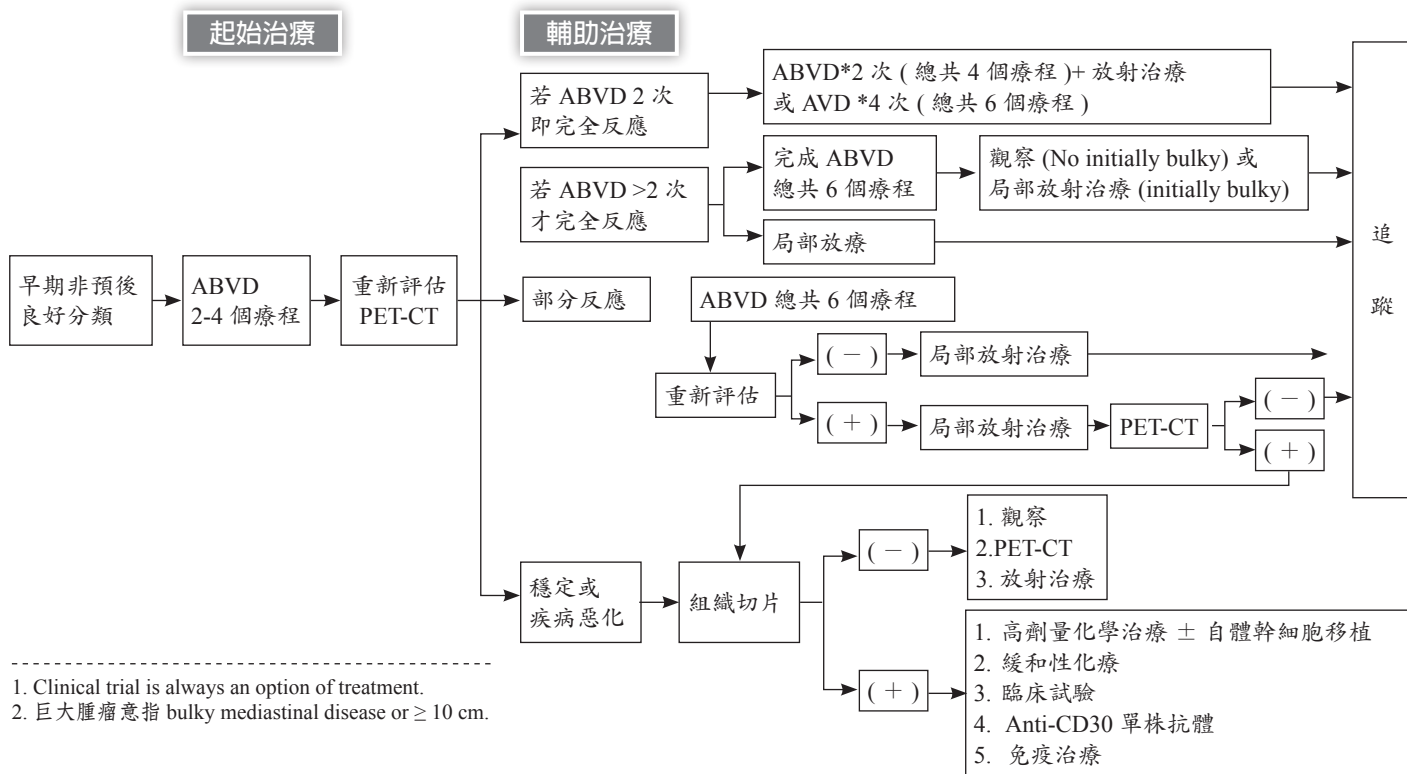 起始治療
輔助治療
若 ABVD 2 次
即完全反應
ABVD*2 次 ( 總共 4 個療程 )+ 放射治療
或 AVD *4 次 ( 總共 6 個療程 )
若 ABVD >2 次
才完全反應
完成 ABVD
總共 6 個療程
觀察 (No initially bulky) 或
局部放射治療 (initially bulky)
局部放療
追
蹤
早期非預後
良好分類
ABVD
2-4 個療程
重新評估
PET-CT
部分反應
ABVD 總共 6 個療程
重新評估
( － )
局部放射治療
( ＋ )
局部放射治療
PET-CT
( － )
( ＋ )
穩定或
疾病惡化
組織切片
( － )
1. 觀察
2.PET-CT
3. 放射治療
( ＋ )
1. 高劑量化學治療 ± 自體幹細胞移植
2. 緩和性化療
3. 臨床試驗
4. Anti-CD30 單株抗體
5. 免疫治療
1. Clinical trial is always an option of treatment.
2. 巨大腫瘤意指 bulky mediastinal disease or ≥ 10 cm.